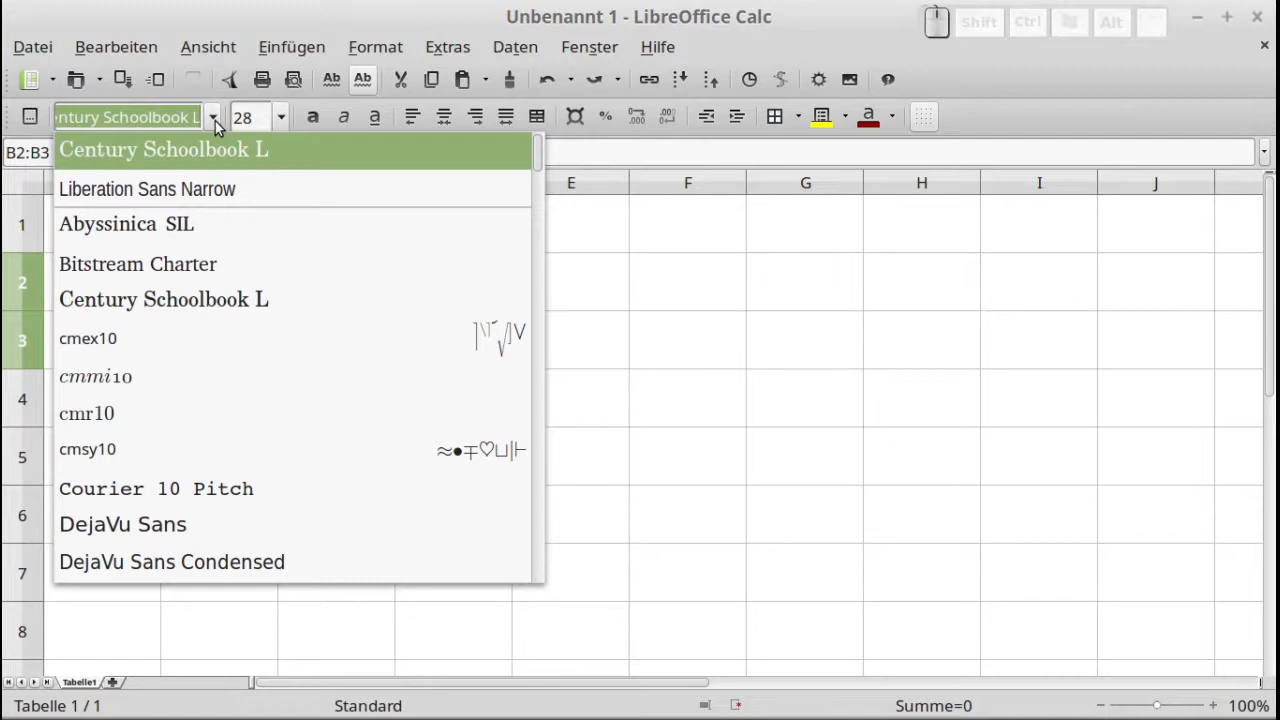 Unbenannt 1 - LibreOffice Calc
Shift Ctrl Alt
Datei Bearbeiten Ansicht Einfügen Format Extras Daten Fenster Hilfe
Ab Ab
entury Schoolbook L 28 a a a % a
B2:B3
Century Schoolbook L
Liberation Sans Narrow
Abyssinica SIL
Bitstream Charter
Century Schoolbook L
cmex10
cmmi10
cmr10
cmsy10 ≈●∓♡⊔|⊢
Courier 10 Pitch
DejaVu Sans
DejaVu Sans Condensed
E F G H I J
1
2
3
4
5
6
7
8
Tabelle1
Tabelle 1 / 1 Standard Summe=0 100%